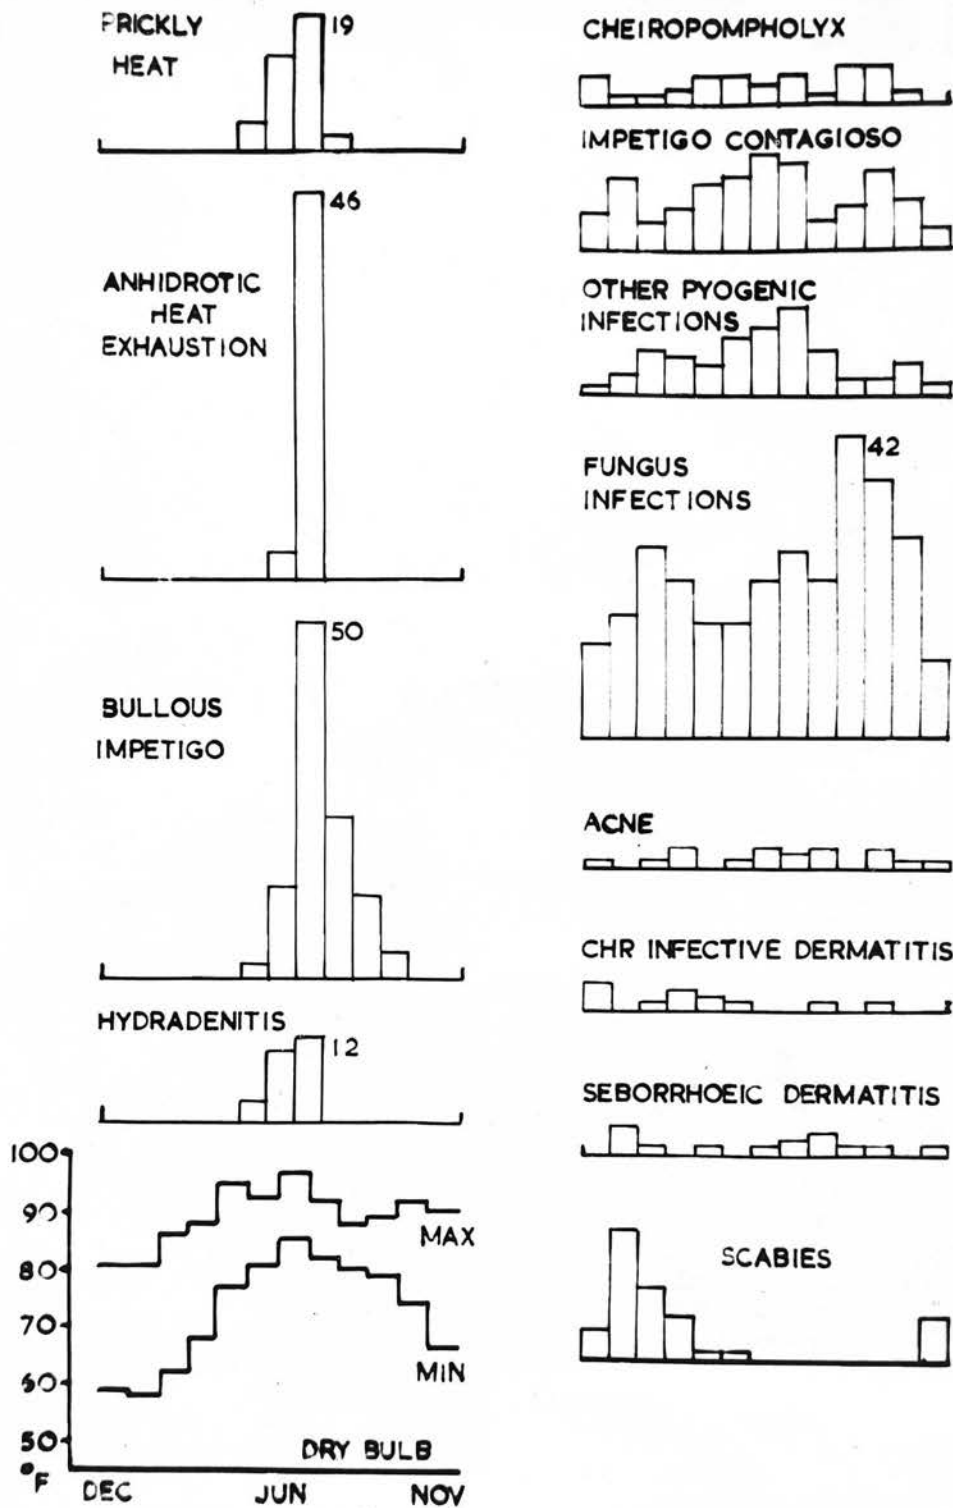 PRICKLY
HEAT
19
ANHIDROTIC
HEAT
EXHAUSTION
46
BULLOUS
IMPETIGO
50
HYDRADENITIS
12
100
90
80
70
60
50
°F
MAX
MIN
DRY BULB
DEC JUN NOV
CHEIROPOMPHOLYX
IMPETIGO CONTAGIOSO
OTHER PYOGENIC
INFECTIONS
FUNGUS
INFECTIONS
42
ACNE
CHR INFECTIVE DERMATITIS
SEBORRHOEIC DERMATITIS
SCABIES